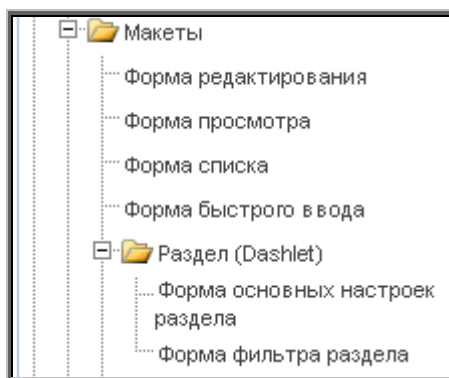 Макеты
Форма редактирования
Форма просмотра
Форма списка
Форма быстрого ввода
Раздел (Dashlet)
Форма основных настроек
раздела
Форма фильтра раздела